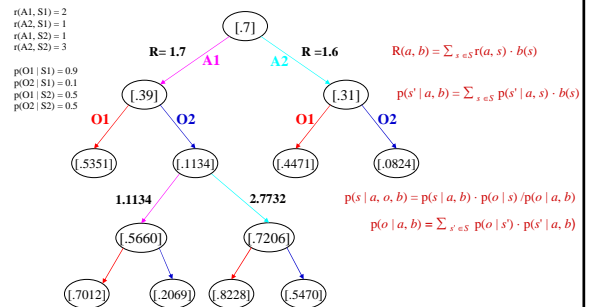 r(A1, S1) = 2
r(A2, S1) = 1
r(A1, S2) = 1
r(A2, S2) = 3
p(O1 | S1) = 0.9
p(O2 | S1) = 0.1
p(O1 | S2) = 0.5
p(O2 | S2) = 0.5
[.7]
R= 1.7 A1 A2 R =1.6
R(a, b) = ∑ s ∈S r(a, s) · b(s)
[.39] [.31]
p(s' | a, b) = ∑ s ∈S p(s' | a, s) · b(s)
O1 O2 O1 O2
[.5351] [.1134] [.4471] [.0824]
1.1134 2.7732
p(s | a, o, b) = p(s | a, b) · p(o | s) /p(o | a, b)
p(o | a, b) = ∑ s' ∈S p(o | s') · p(s' | a, b)
[.5660] [.7206]
[.7012] [.2069] [.8228] [.5470]